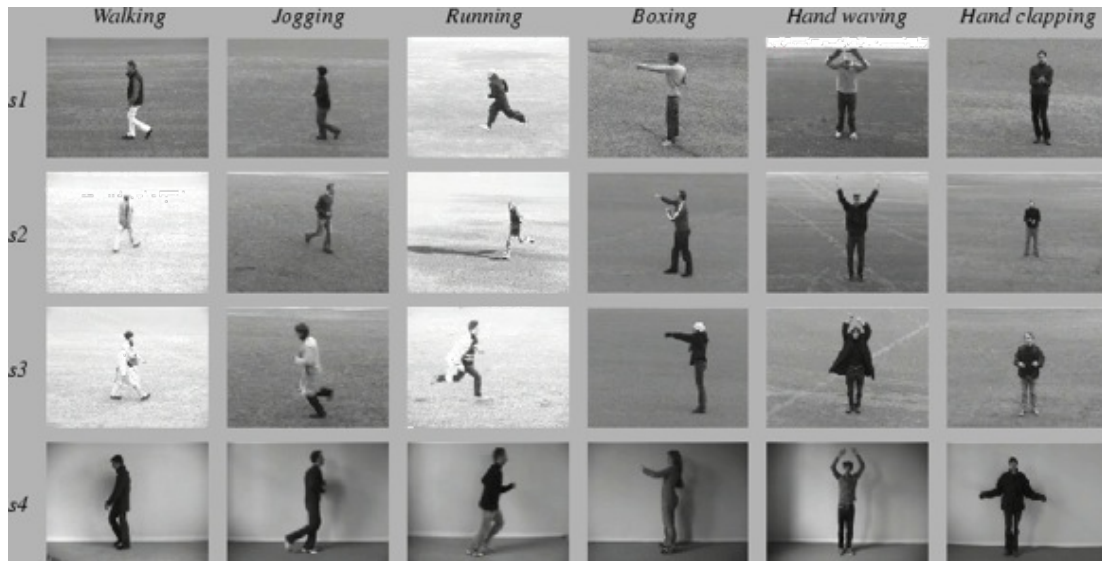 Walking Jogging Running Boxing Hand waving Hand clapping
s1
s2
s3
s4